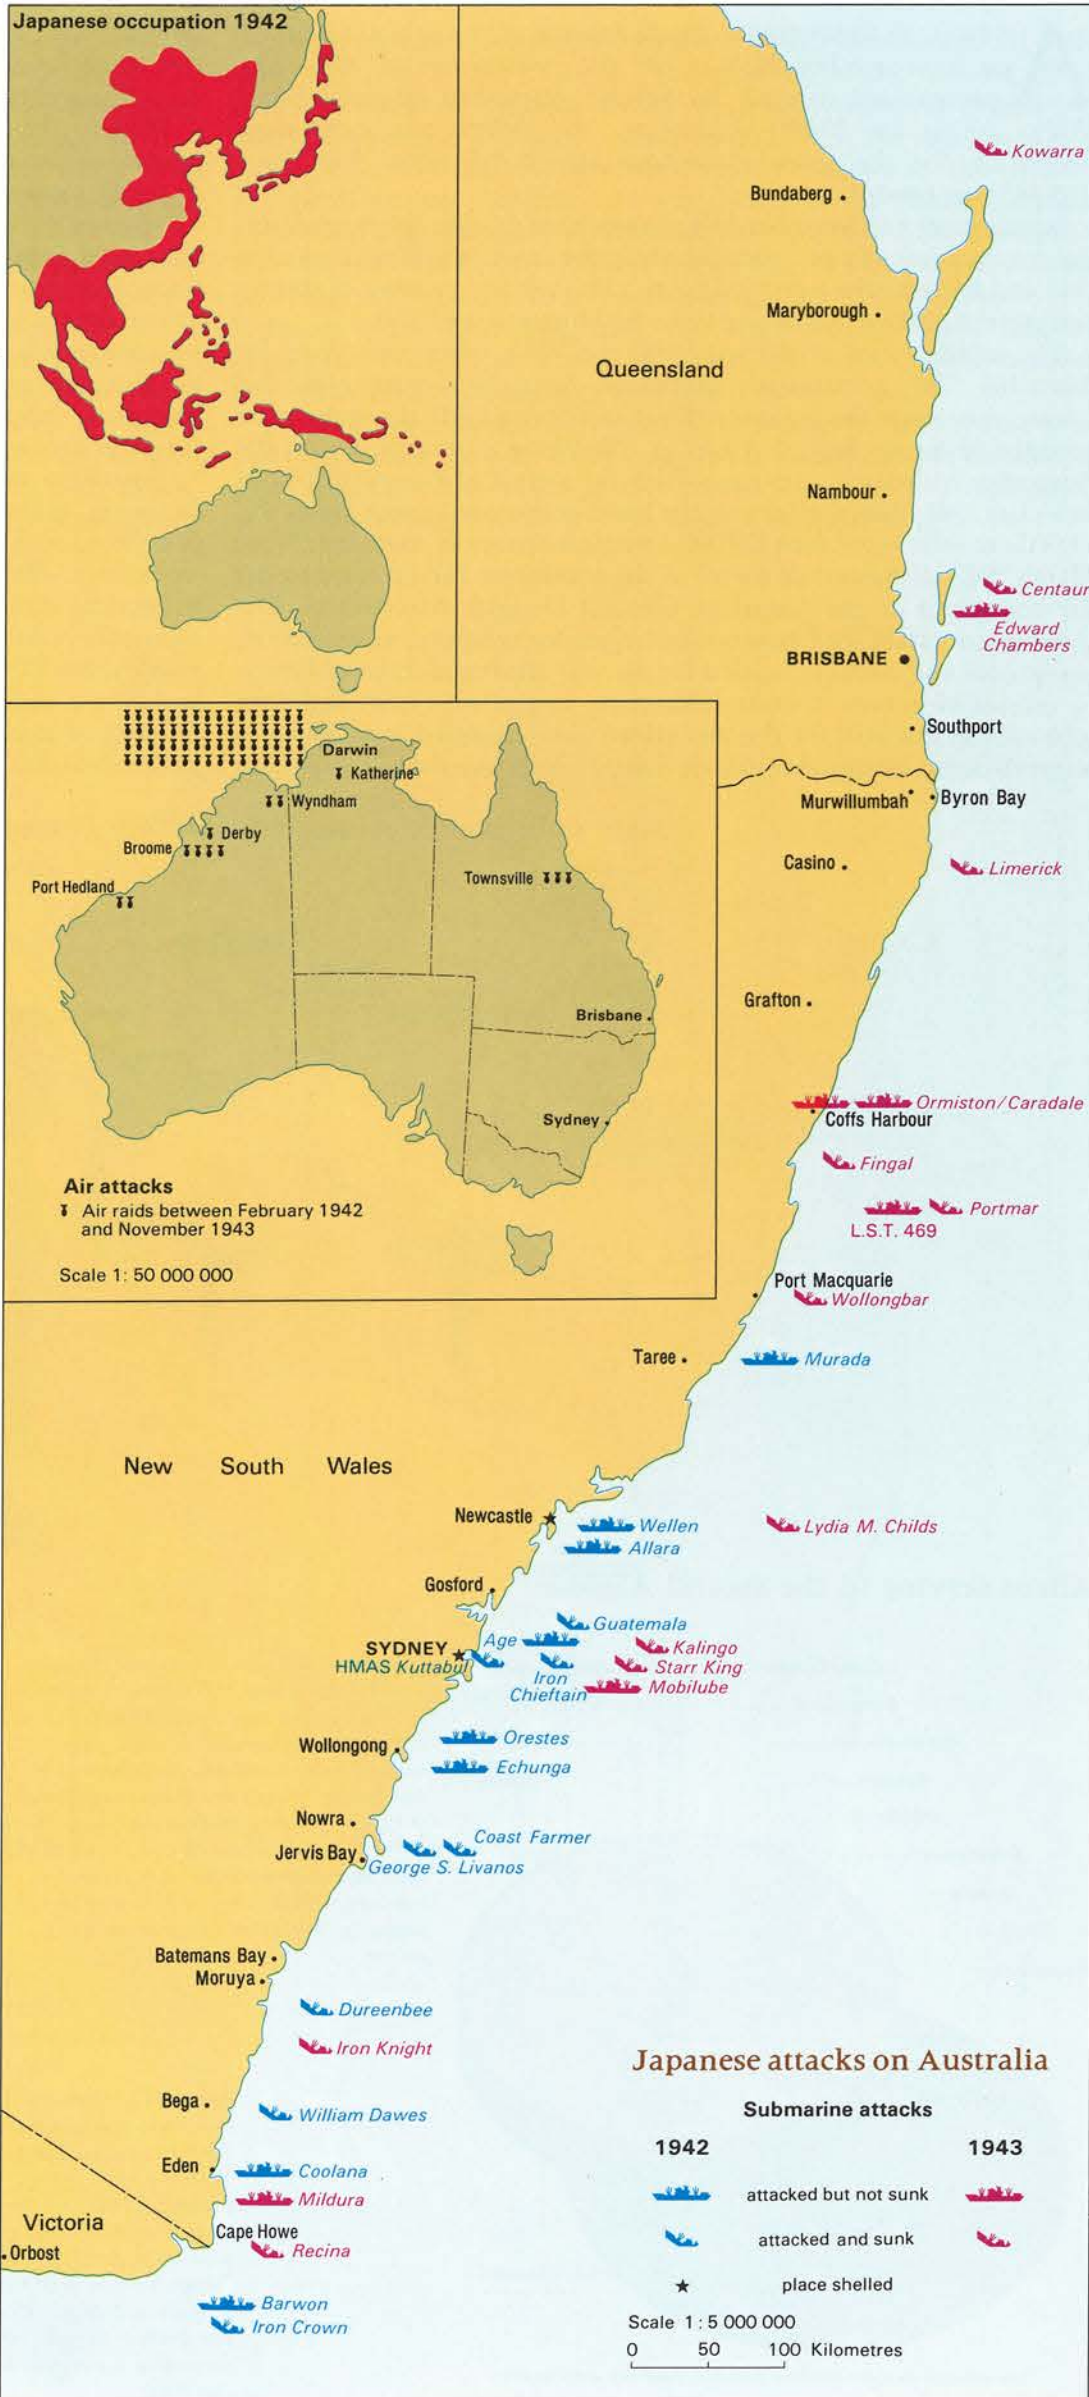 Japanese occupation 1942
Kowarra
Bundaberg
Maryborough
Queensland
Nambour
Centaur
Edward
Chambers
BRISBANE
Southport
Murwillumbah
Byron Bay
Casino
Limerick
Grafton
Ormiston/Caradale
Coffs Harbour
Fingal
Portmar
L.S.T. 469
Port Macquarie
Wollongbar
Taree
Murada
Darwin
Katherine
Wyndham
Derby
Broome
Port Hedland
Townsville
Brisbane
Sydney
Air attacks
Air raids between February 1942
and November 1943
Scale 1: 50 000 000
New South Wales
Newcastle
Wellen
Lydia M. Childs
Allara
Gosford
Guatemala
Age
SYDNEY
Kalingo
HMAS Kuttabul
Starr King
Iron
Chieftain
Mobilube
Orestes
Wollongong
Echunga
Nowra
Coast Farmer
Jervis Bay
George S. Livanos
Batemans Bay
Moruya
Dureenbee
Iron Knight
Bega
William Dawes
Eden
Coolana
Mildura
Victoria
Cape Howe
Orbost
Recina
Barwon
Iron Crown
Japanese attacks on Australia
Submarine attacks
1942 1943
attacked but not sunk
attacked and sunk
place shelled
Scale 1:5 000 000
0 50 100 Kilometres